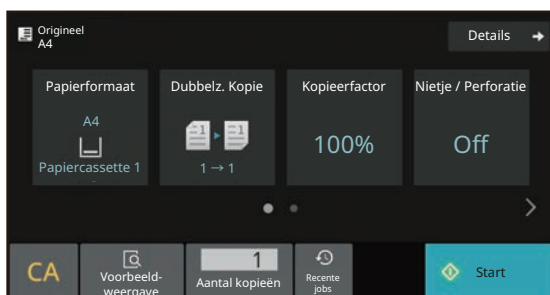 Origineel
A4
Details
Papierformaat
Dubbelz. Kopie
Kopieerfactor
Nietje / Perforatie
A4
Papiercassette 1
1 → 1
100%
Off
CA
Voorbeeld-
weergave
1
Aantal kopieën
Recente
jobs
Start